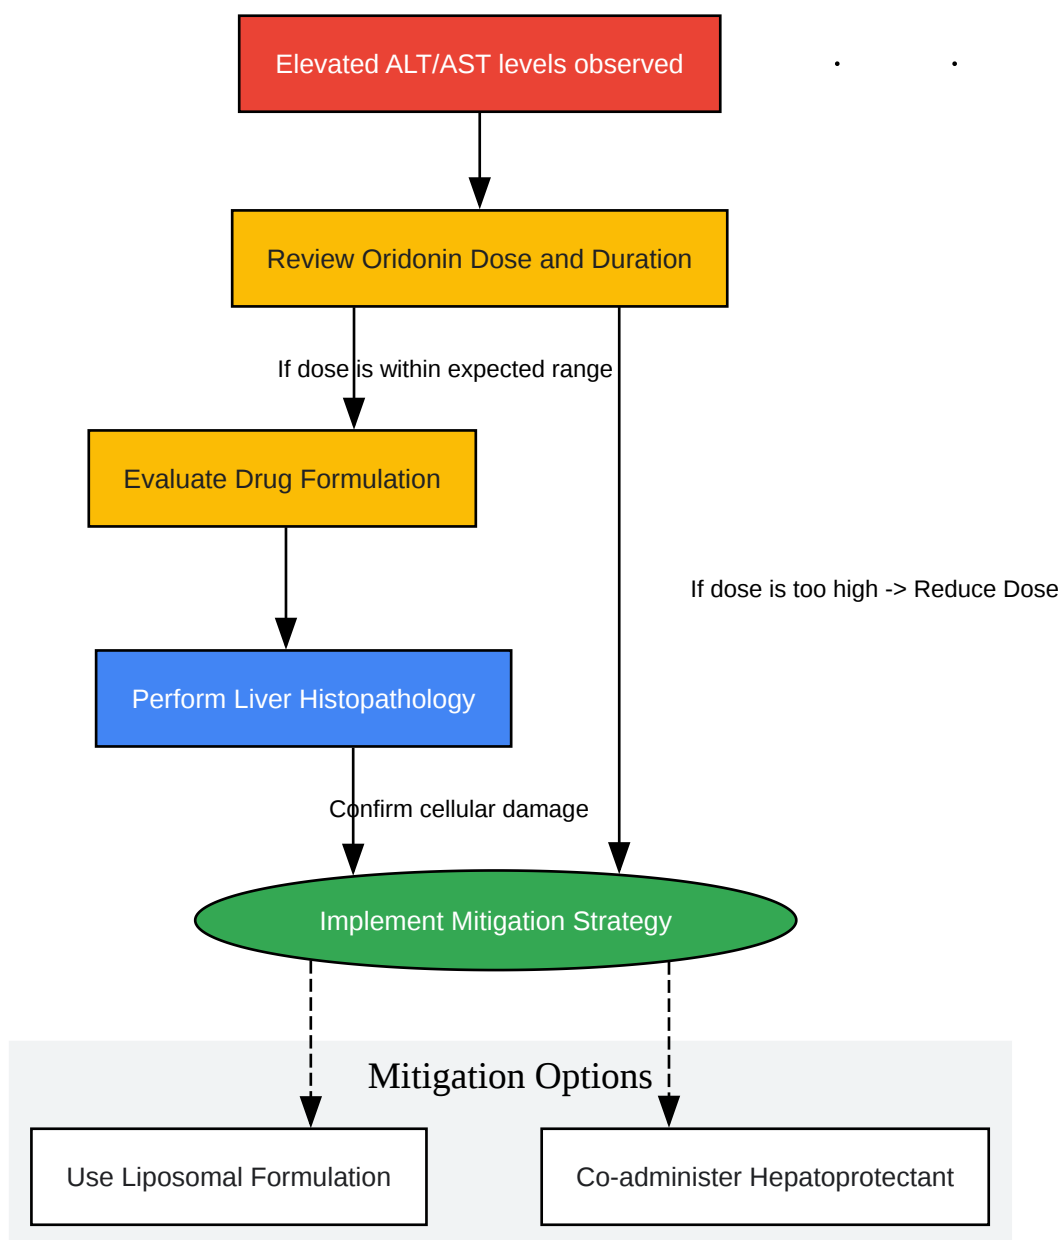 Elevated ALT/AST levels observed
Review Oridonin Dose and Duration
If dose is within expected range
Evaluate Drug Formulation
If dose is too high -> Reduce Dose
Perform Liver Histopathology
Confirm cellular damage
Implement Mitigation Strategy
Mitigation Options
Use Liposomal Formulation
Co-administer Hepatoprotectant